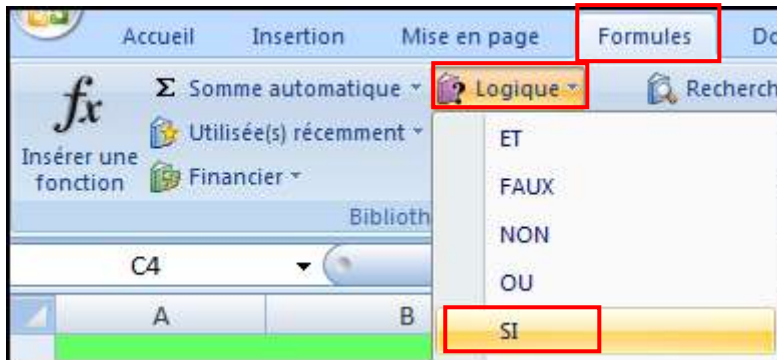 Accueil Insertion Mise en page Formules Do
fx Σ Somme automatique Logique Recherch
Utilisée(s) récemment ET
Insérer une
fonction Financier FAUX
Biblioth NON
C4 OU
A B SI